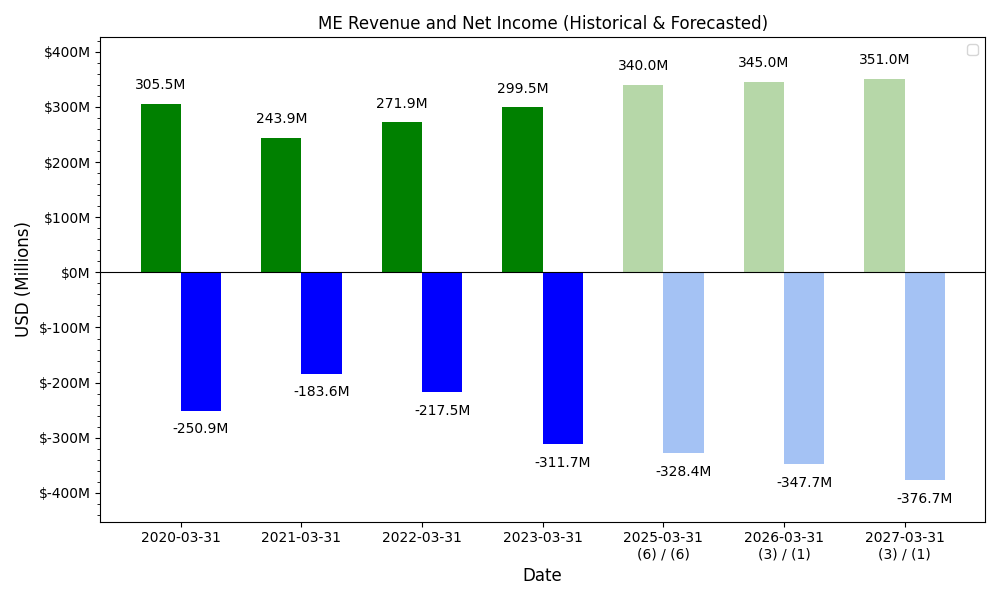 ME Revenue and Net Income (Historical & Forecasted)
$400M
$300M
$200M
$100M
$0M
$-100M
$-200M
$-300M
$-400M
USD (Millions)
305.5M
243.9M
271.9M
299.5M
340.0M
345.0M
351.0M
-250.9M
-183.6M
-217.5M
-311.7M
-328.4M
-347.7M
-376.7M
2020-03-31
2021-03-31
2022-03-31
2023-03-31
2025-03-31
(6) / (6)
2026-03-31
(3) / (1)
2027-03-31
(3) / (1)
Date